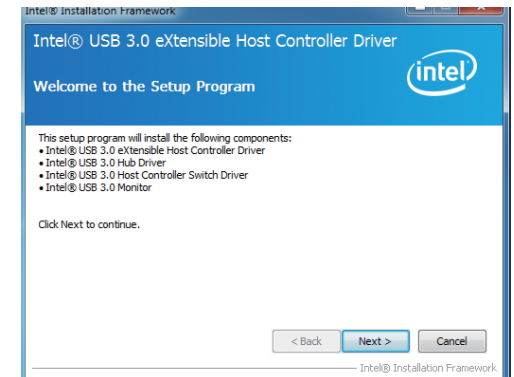 Intel® Installation Framework
Intel® USB 3.0 eXtensible Host Controller Driver
intel®
Welcome to the Setup Program
This setup program will install the following components:
• Intel® USB 3.0 eXtensible Host Controller Driver
• Intel® USB 3.0 Hub Driver
• Intel® USB 3.0 Host Controller Switch Driver
• Intel® USB 3.0 Monitor
Click Next to continue.
< Back Next > Cancel
Intel® Installation Framework